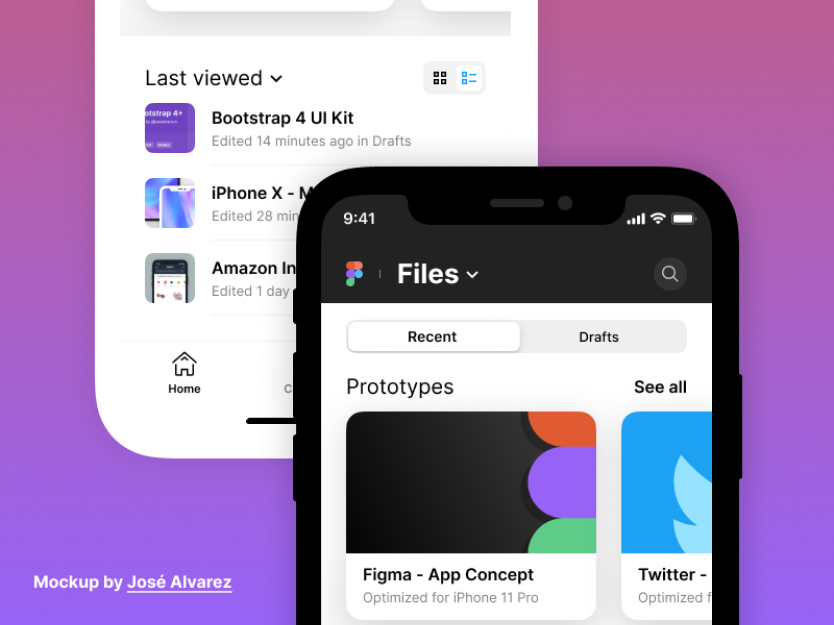 Last viewed
otstrap 4+
Bootstrap 4 UI Kit
Edited 14 minutes ago in Drafts
iPhone X - M
Edited 28 min
Amazon In
Edited 1 day
Home
C
9:41
Files
Recent
Drafts
Prototypes
See all
Figma - App Concept
Optimized for iPhone 11 Pro
Twitter -
Optimized f
Mockup by José Alvarez